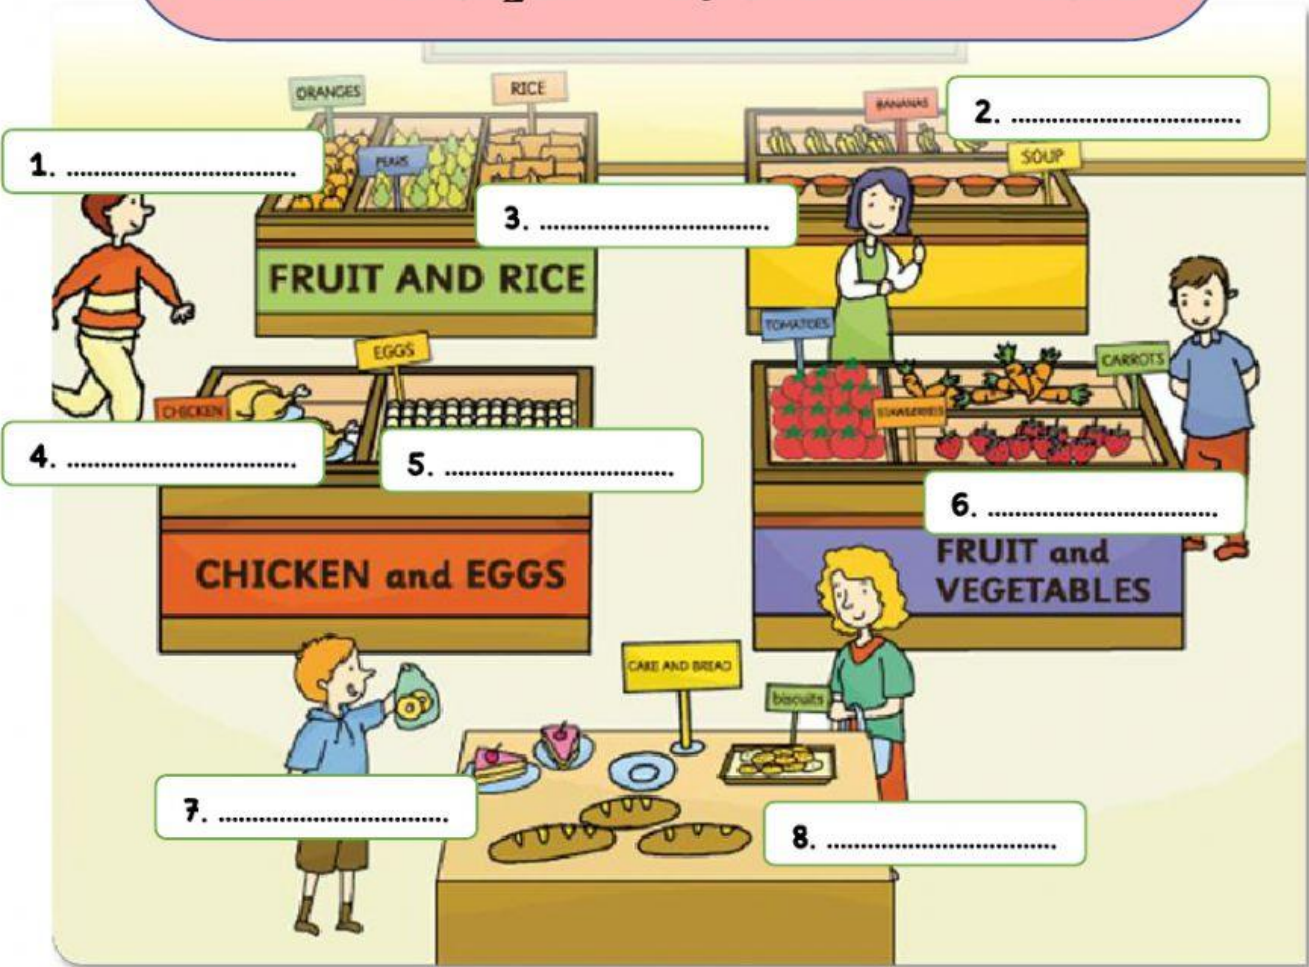 ORANGES
RICE
BANANAS
2. ..................................
1. ..................................
PEARS
SOUP
3. ..................................
FRUIT AND RICE
TOMATOES
EGGS
CARROTS
CHICKEN
4. ..................................
5. ..................................
6. ..................................
FRUIT and
VEGETABLES
CHICKEN and EGGS
CAKE AND BREAD
biscuits
7. ..................................
8. ..................................